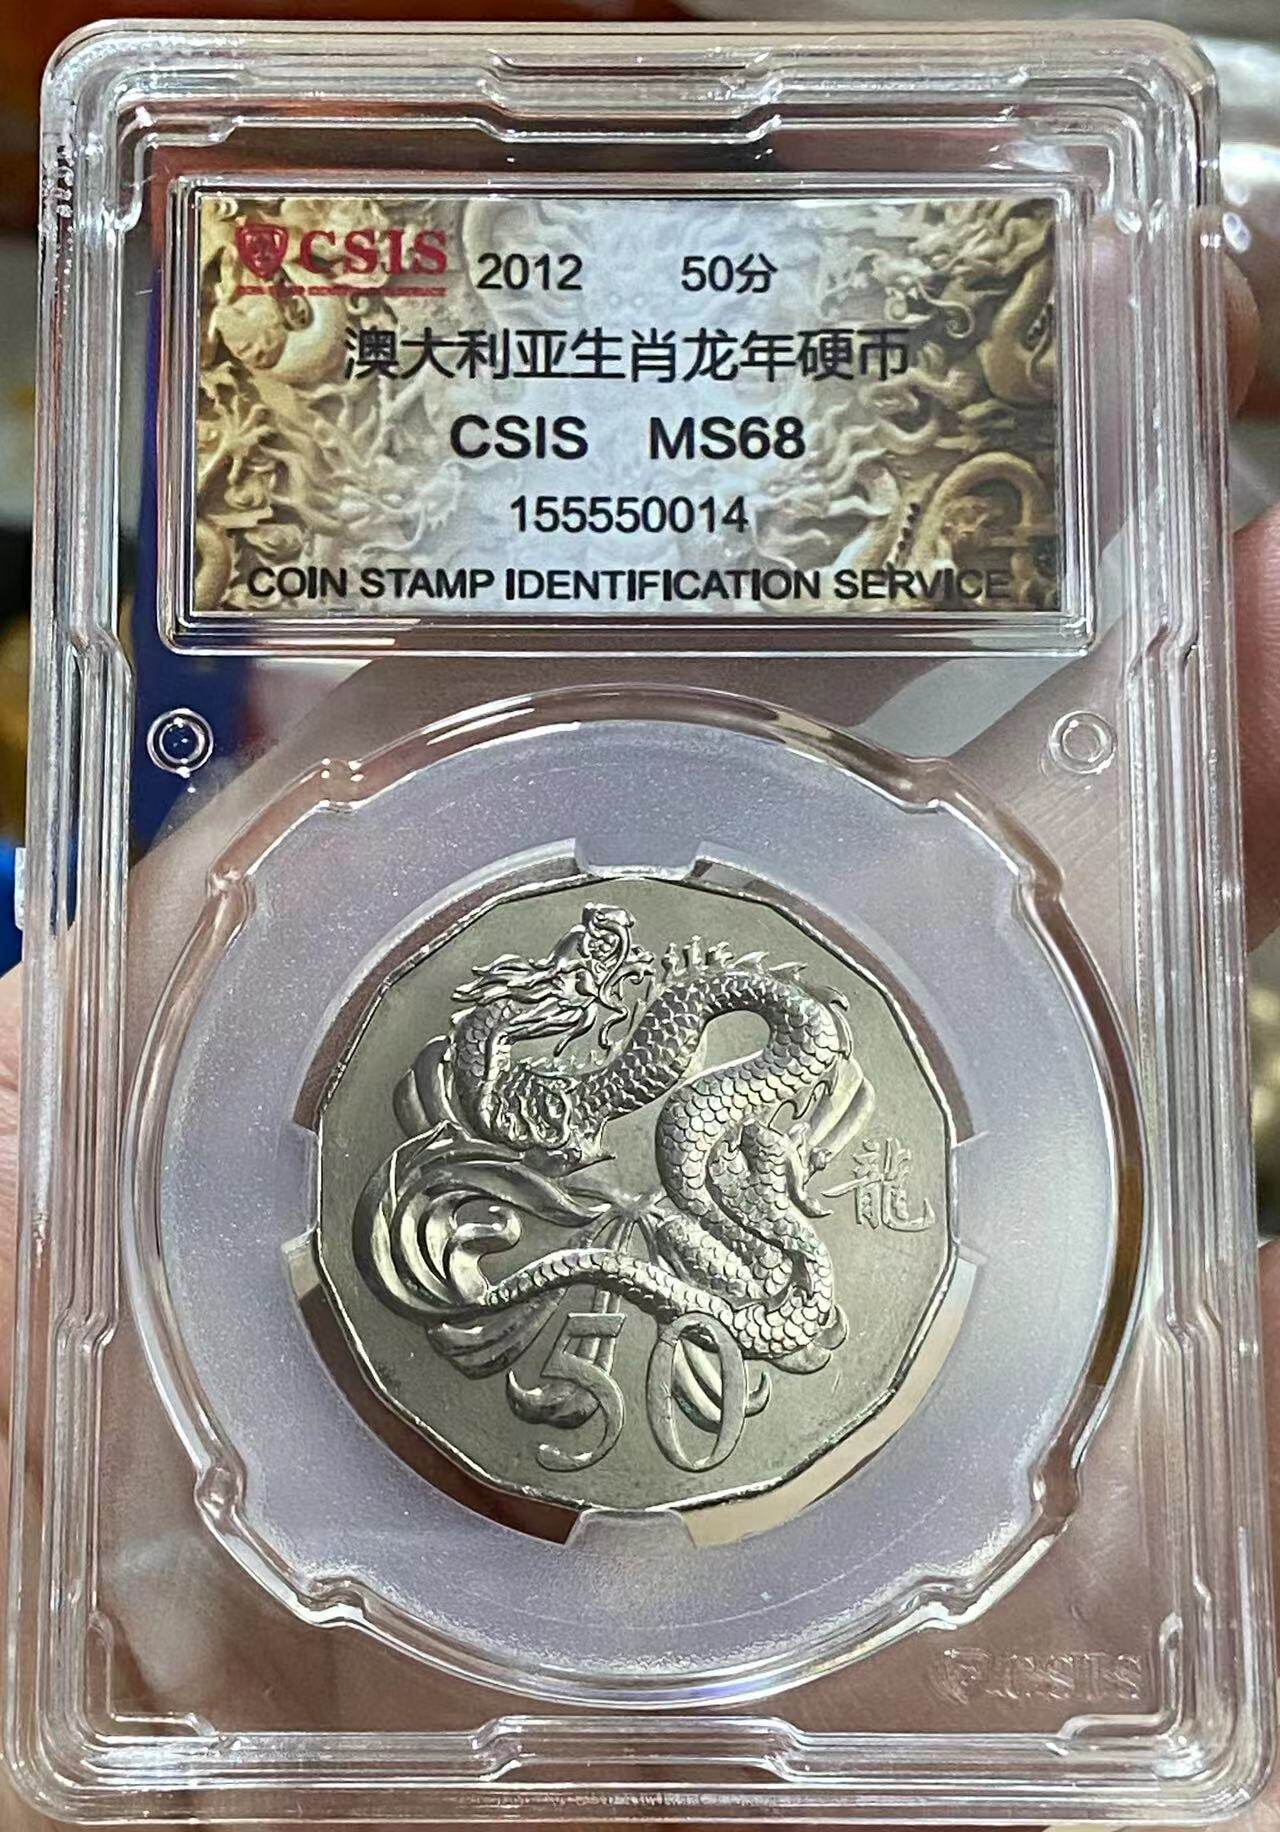 CSIS
2012 50分
澳大利亚生肖龙年硬币
CSIS MS68
155550014
COIN STAMP IDENTIFICATION SERVICE
龍
50
CSIS